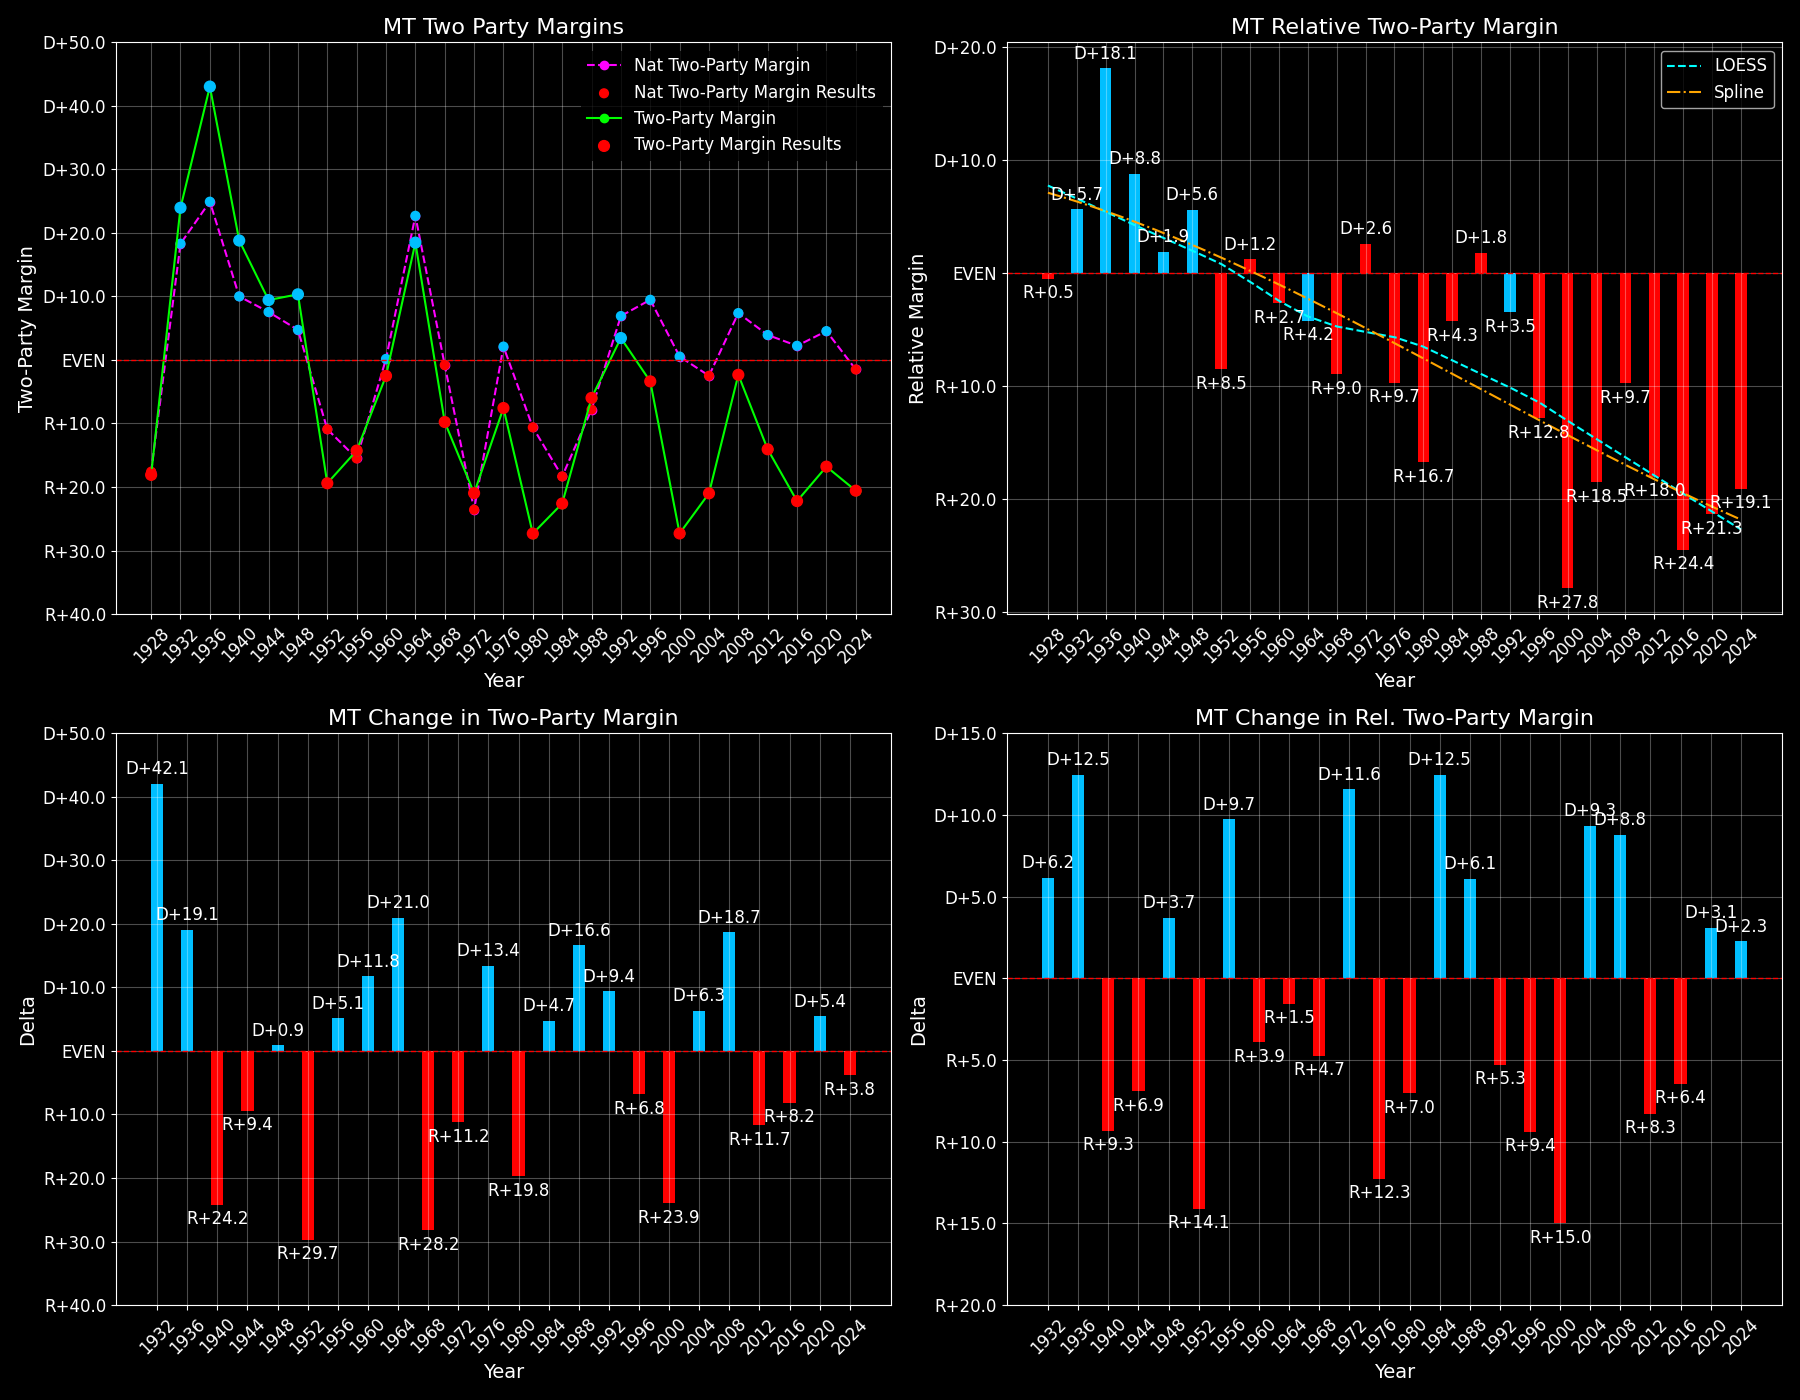 MT Two Party Margins
D+50.0
D+40.0
D+30.0
D+20.0
D+10.0
EVEN
R+10.0
R+20.0
R+30.0
R+40.0
Two-Party Margin
Nat Two-Party Margin
Nat Two-Party Margin Results
Two-Party Margin
Two-Party Margin Results
1928 1932 1936 1940 1944 1948 1952 1956 1960 1964 1968 1972 1976 1980 1984 1988 1992 1996 2000 2004 2008 2012 2016 2020 2024
Year
MT Relative Two-Party Margin
D+20.0
D+10.0
EVEN
R+10.0
R+20.0
R+30.0
Relative Margin
LOESS
Spline
R+0.5 D+5.7 D+18.1 D+8.8 D+1.9 D+5.6 R+8.5 D+1.2 R+2.7 R+4.2 R+9.0 D+2.6 R+9.7 R+16.7 R+4.3 D+1.8 R+3.5 R+12.8 R+27.8 R+18.5 R+9.7 R+18.0 R+24.4 R+21.3 R+19.1
1928 1932 1936 1940 1944 1948 1952 1956 1960 1964 1968 1972 1976 1980 1984 1988 1992 1996 2000 2004 2008 2012 2016 2020 2024
Year
MT Change in Two-Party Margin
D+50.0
D+40.0
D+30.0
D+20.0
D+10.0
EVEN
R+10.0
R+20.0
R+30.0
R+40.0
Delta
D+42.1 D+19.1 R+24.2 R+9.4 D+0.9 R+29.7 D+5.1 D+11.8 D+21.0 R+28.2 R+11.2 D+13.4 R+19.8 D+4.7 D+16.6 D+9.4 R+6.8 R+23.9 D+6.3 D+18.7 R+11.7 R+8.2 D+5.4 R+3.8
1932 1936 1940 1944 1948 1952 1956 1960 1964 1968 1972 1976 1980 1984 1988 1992 1996 2000 2004 2008 2012 2016 2020 2024
Year
MT Change in Rel. Two-Party Margin
D+15.0
D+10.0
D+5.0
EVEN
R+5.0
R+10.0
R+15.0
R+20.0
Delta
D+6.2 D+12.5 R+9.3 R+6.9 D+3.7 R+14.1 D+9.7 R+3.9 R+1.5 R+4.7 D+11.6 R+12.3 R+7.0 D+12.5 D+6.1 R+5.3 R+9.4 R+15.0 D+9.3 D+8.8 R+8.3 R+6.4 D+3.1 D+2.3
1932 1936 1940 1944 1948 1952 1956 1960 1964 1968 1972 1976 1980 1984 1988 1992 1996 2000 2004 2008 2012 2016 2020 2024
Year